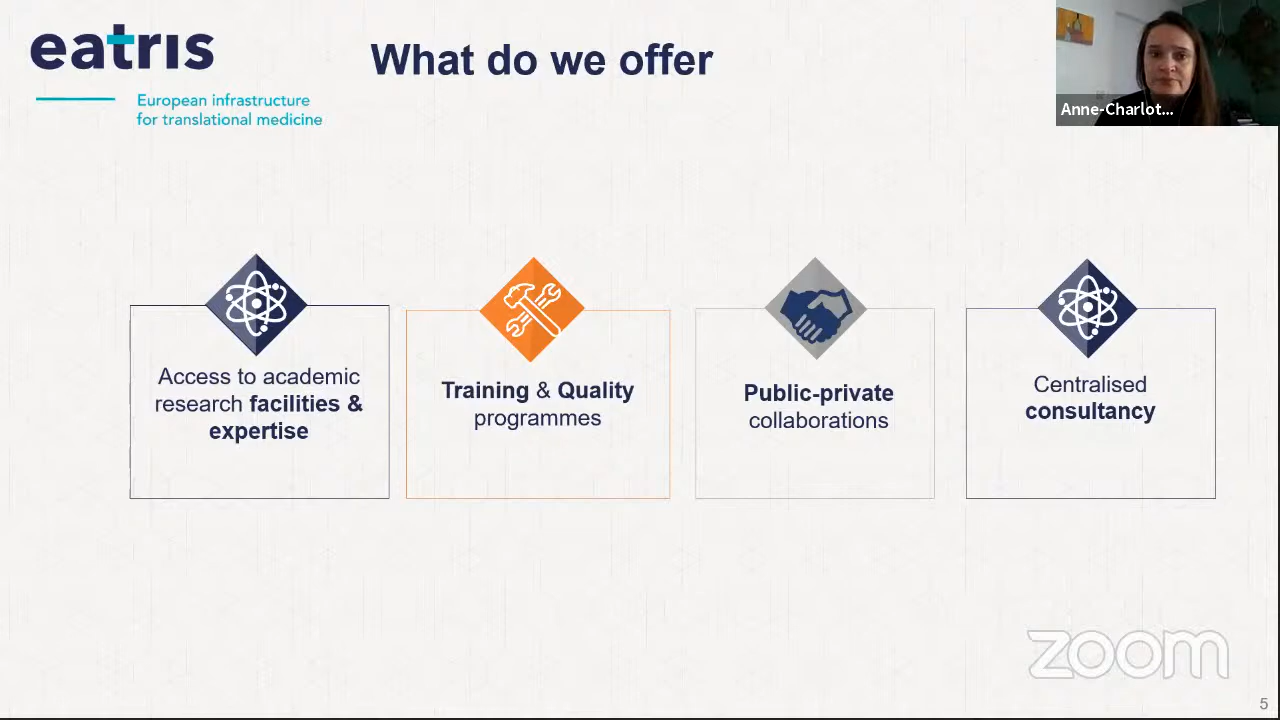 eatris
European infrastructure
for translational medicine
What do we offer
Anne-Charlot...
Access to academic
research facilities &
expertise
Training & Quality
programmes
Public-private
collaborations
Centralised
consultancy
zoom
5